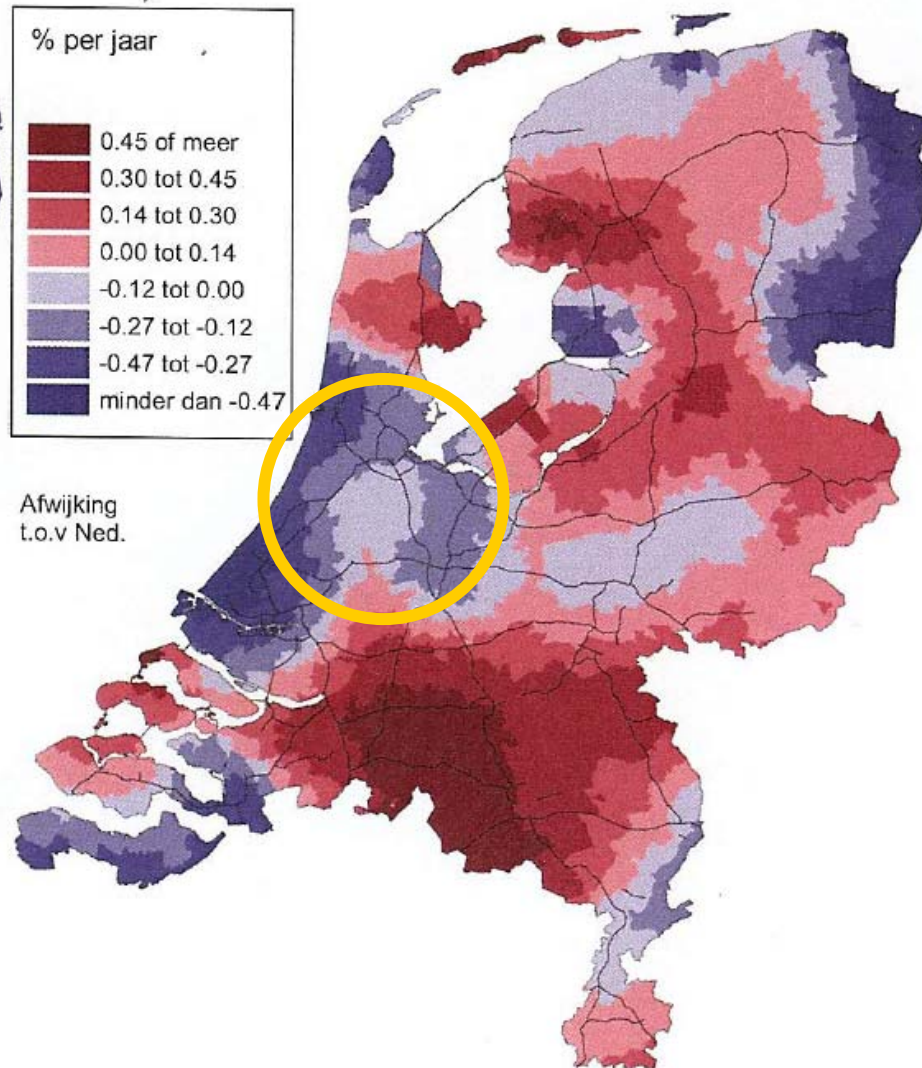 % per jaar
0.45 of meer
0.30 tot 0.45
0.14 tot 0.30
0.00 tot 0.14
-0.12 tot 0.00
-0.27 tot -0.12
-0.47 tot -0.27
minder dan -0.47
Afwijking
t.o.v Ned.